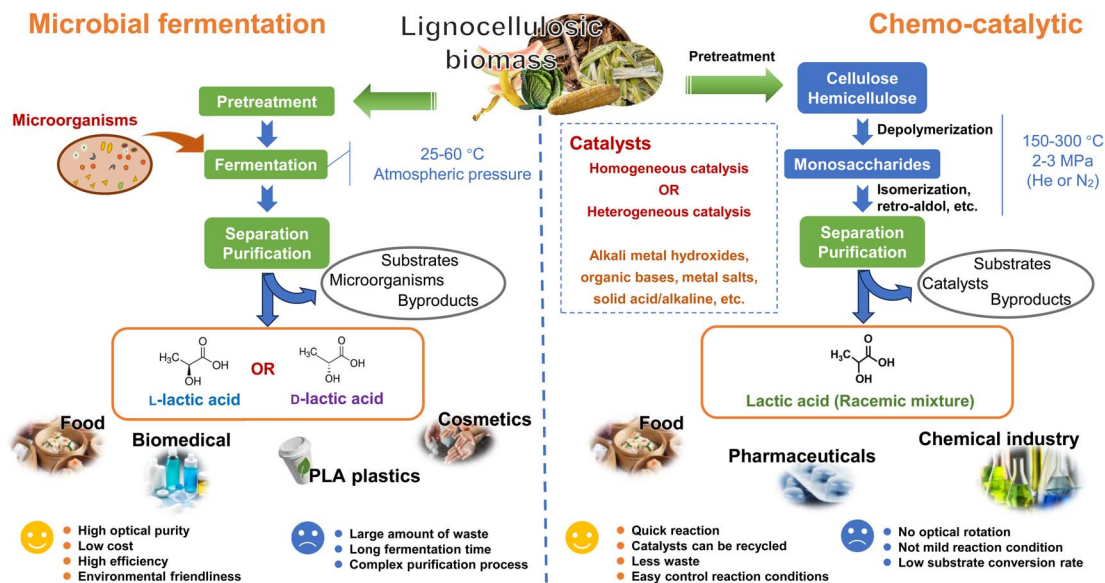 Microbial fermentation
Lignocellulosic
biomass
Chemo-catalytic
Pretreatment
Microorganisms
Fermentation
25-60 °C
Atmospheric pressure
Separation
Purification
Substrates
Microorganisms
Byproducts
H₃C
O
OH
OH
L-lactic acid
OR
H₃C
O
OH
OH
D-lactic acid
Food
Biomedical
PLA plastics
Cosmetics
High optical purity
Low cost
High efficiency
Environmental friendliness
Large amount of waste
Long fermentation time
Complex purification process
Pretreatment
Cellulose
Hemicellulose
Depolymerization
Monosaccharides
Isomerization,
retro-aldol, etc.
150-300 °C
2-3 MPa
(He or N₂)
Catalysts
Homogeneous catalysis
OR
Heterogeneous catalysis
Alkali metal hydroxides,
organic bases, metal salts,
solid acid/alkaline, etc.
Separation
Purification
Substrates
Catalysts
Byproducts
H₃C
O
OH
OH
Lactic acid (Racemic mixture)
Food
Pharmaceuticals
Chemical industry
Quick reaction
Catalysts can be recycled
Less waste
Easy control reaction conditions
No optical rotation
Not mild reaction condition
Low substrate conversion rate